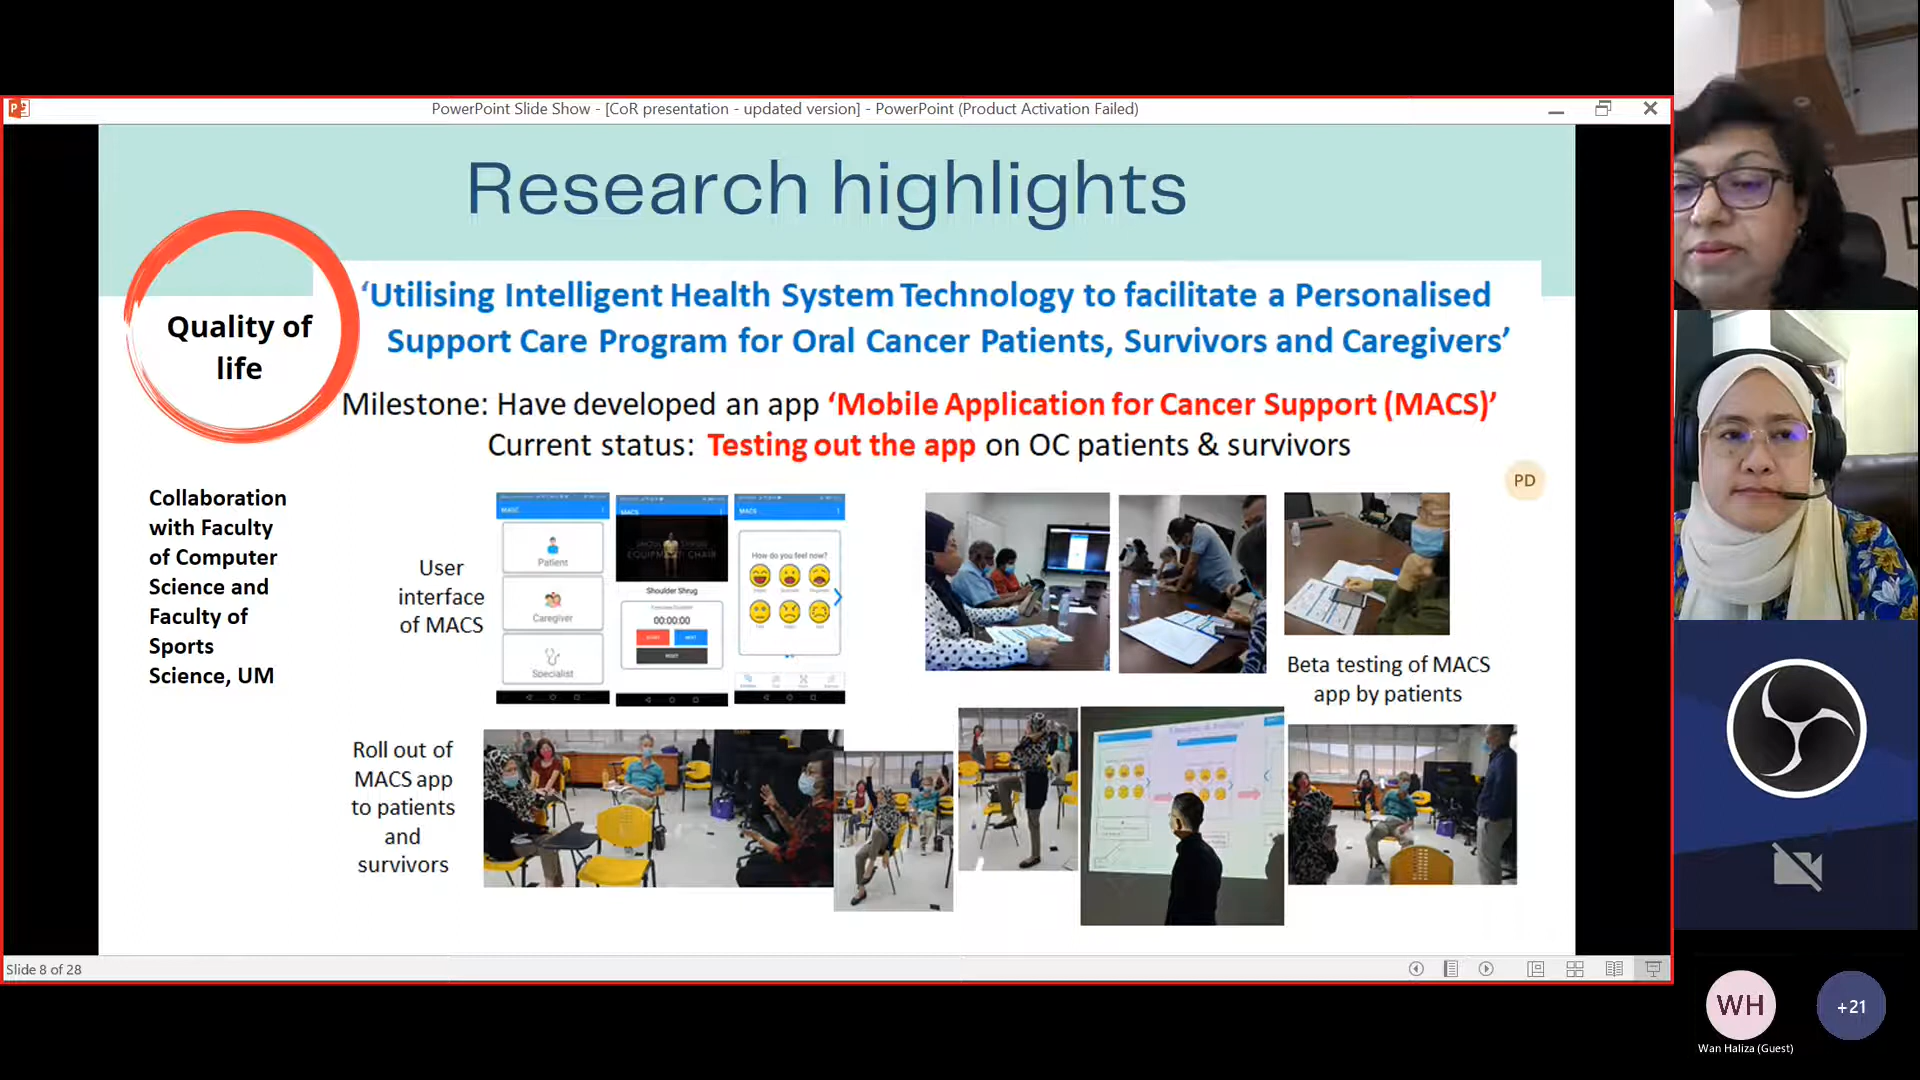 PowerPoint Slide Show - [CoR presentation - updated version] - PowerPoint (Product Activation Failed)
Research highlights
Quality of
life
‘Utilising Intelligent Health System Technology to facilitate a Personalised
Support Care Program for Oral Cancer Patients, Survivors and Caregivers’
Milestone: Have developed an app ‘Mobile Application for Cancer Support (MACS)’
Current status: Testing out the app on OC patients & survivors
PD
Collaboration
with Faculty
of Computer
Science and
Faculty of
Sports
Science, UM
User
interface
of MACS
Patient
Caregiver
Specialist
MACS
EQUIPMENT: CHAIR
Shoulder Shrug
00:00:00
MACS
How do you feel now?
Beta testing of MACS
app by patients
Roll out of
MACS app
to patients
and
survivors
Slide 8 of 28
WH
Wan Haliza (Guest)
+21